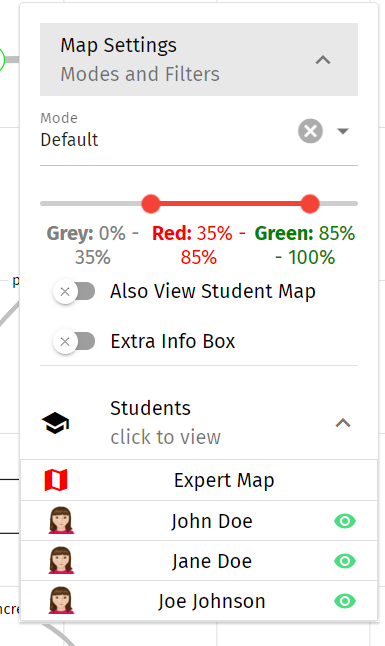 Map Settings
Modes and Filters
Mode
Default
Grey: 0% - 35%
Red: 35% - 85%
Green: 85% - 100%
p
Also View Student Map
Extra Info Box
Students
click to view
Expert Map
John Doe
Jane Doe
Joe Johnson
ncre